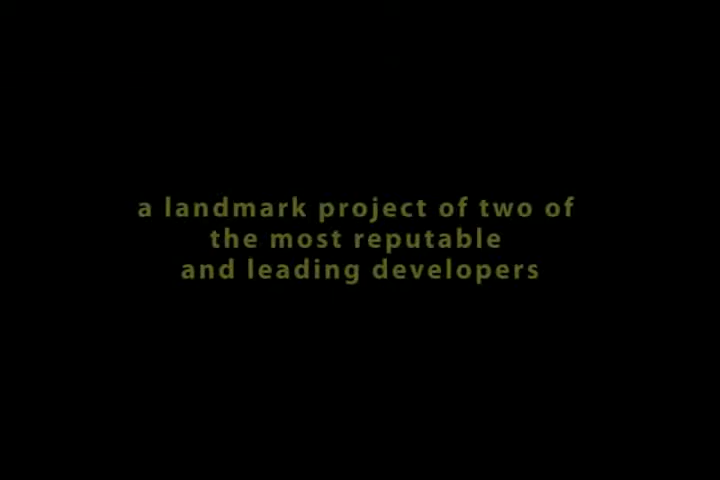 a landmark project of two of
the most reputable
and leading developers